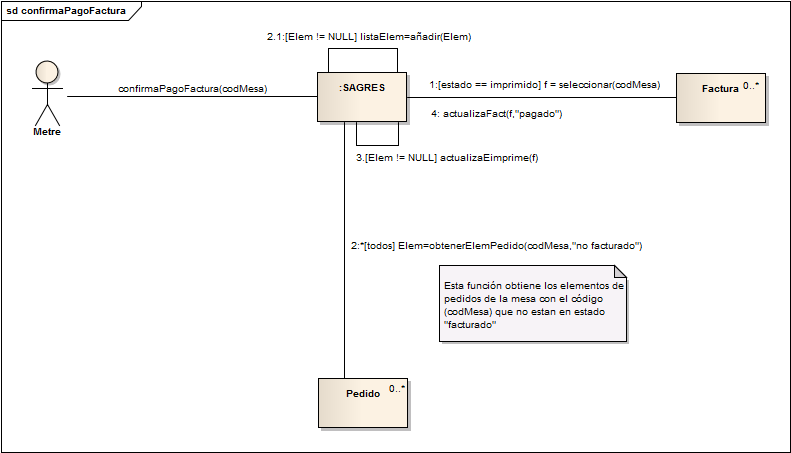 sd confirmaPagoFactura
2.1:[Elem != NULL] listaElem=añadir(Elem)
confirmaPagoFactura(codMesa)
:SAGRES
1:[estado == imprimido] f = seleccionar(codMesa)
Factura 0..*
4: actualizaFact(f,"pagado")
Metre
3.[Elem != NULL] actualizaEimprime(f)
2:*[todos] Elem=obtenerElemPedido(codMesa,"no facturado")
Esta función obtiene los elementos de
pedidos de la mesa con el código
(codMesa) que no estan en estado
"facturado"
Pedido 0..*